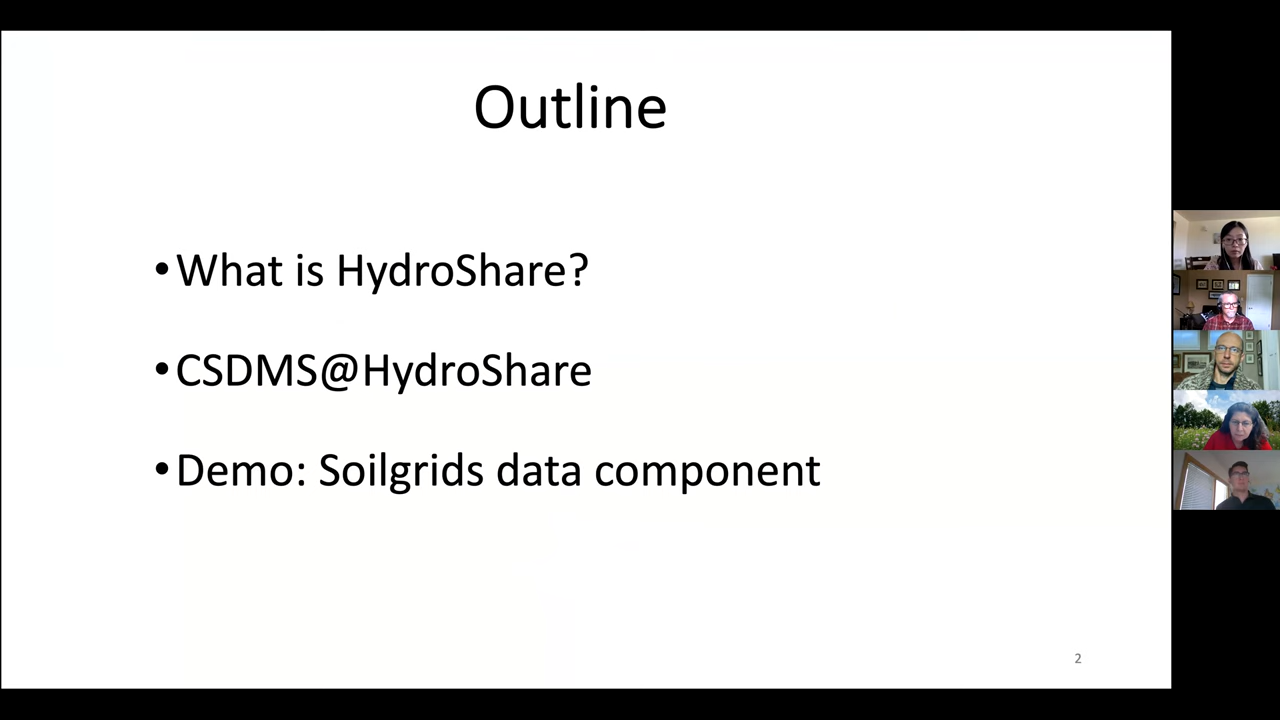 Outline
•What is HydroShare?
•CSDMS@HydroShare
•Demo: Soilgrids data component
2